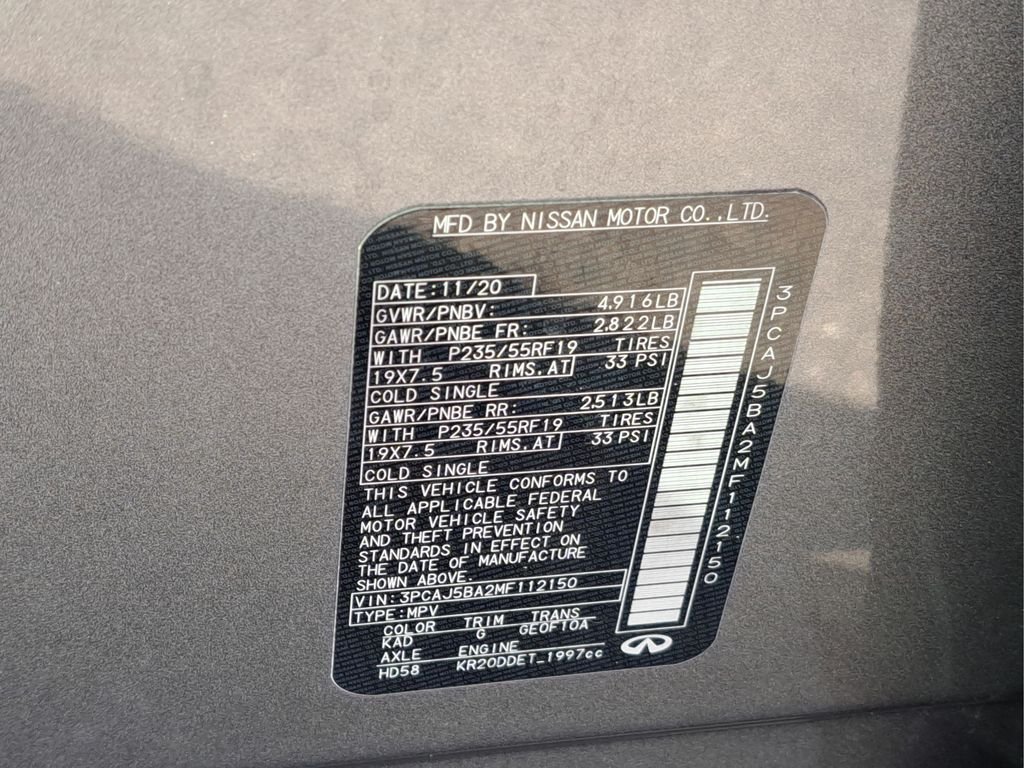 MFD BY NISSAN MOTOR CO.,LTD.
DATE:11/20
GVWR/PNBV: 4.916LB
GAWR/PNBE FR: 2.822LB
WITH P235/55RF19 TIRES
19X7.5 RIMS.AT 33 PSI
COLD SINGLE
GAWR/PNBE RR: 2.513LB
WITH P235/55RF19 TIRES
19X7.5 RIMS.AT 33 PSI
COLD SINGLE
THIS VEHICLE CONFORMS TO
ALL APPLICABLE FEDERAL
MOTOR VEHICLE SAFETY
AND THEFT PREVENTION
STANDARDS IN EFFECT ON
THE DATE OF MANUFACTURE
SHOWN ABOVE.
VIN:3PCAJ5BA2MF112150
TYPE:MPV
COLOR TRIM TRANS
KAD G GE0F10A
AXLE ENGINE
HD58 KR20DDET_1997cc
3PCAJ5BA2MF112150